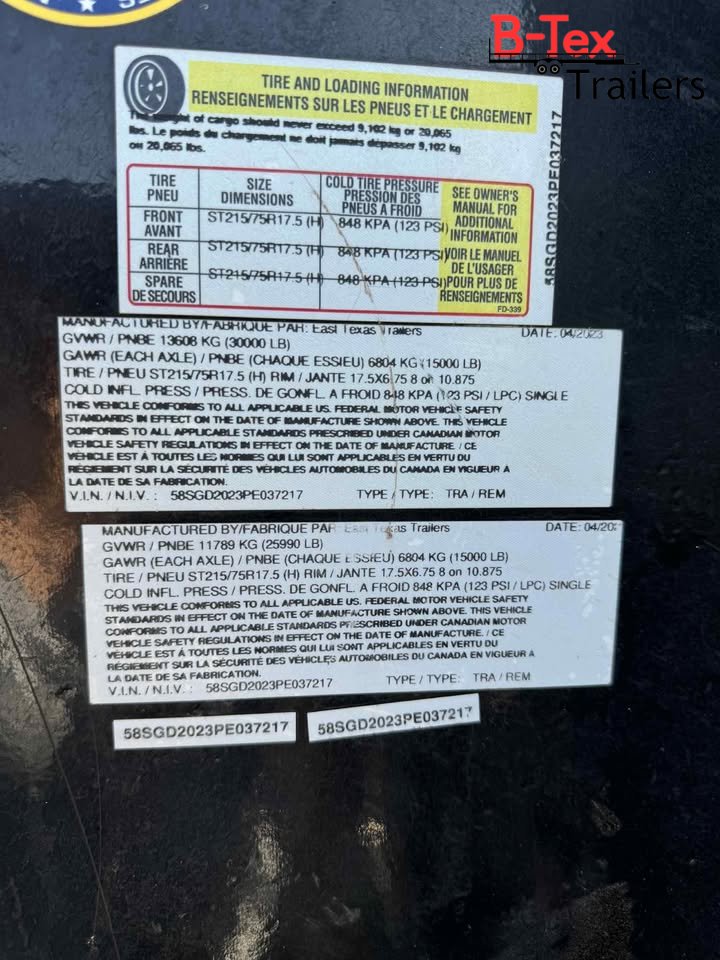 B-Tex
Trailers
TIRE AND LOADING INFORMATION
RENSEIGNEMENTS SUR LES PNEUS ET LE CHARGEMENT
The weight of cargo should never exceed 9,102 kg or 20,065
lbs. Le poids du chargement ne doit jamais dépasser 9,102 kg
ou 20,065 lbs.
TIRE
PNEU
SIZE
DIMENSIONS
COLD TIRE PRESSURE
PRESSION DES
PNEUS A FROID
SEE OWNER'S
MANUAL FOR
ADDITIONAL
INFORMATION
VOIR LE MANUEL
DE L'USAGER
POUR PLUS DE
RENSEIGNEMENTS
FRONT
AVANT
ST215/75R17.5 (H)
848 KPA (123 PSI)
REAR
ARRIÈRE
ST215/75R17.5 (H)
848 KPA (123 PSI)
SPARE
DE SECOURS
ST215/75R17.5 (H)
848 KPA (123 PSI)
FD-339
58SGD2023PE037217
MANUFACTURED BY/FABRIQUE PAR: East Texas Trailers DATE: 04/2023
GVWR / PNBE 13608 KG (30000 LB)
GAWR (EACH AXLE) / PNBE (CHAQUE ESSIEU) 6804 KG (15000 LB)
TIRE / PNEU ST215/75R17.5 (H) RIM / JANTE 17.5X6.75 8 on 10.875
COLD INFL. PRESS / PRESS. DE GONFL. A FROID 848 KPA (123 PSI / LPC) SINGLE
THIS VEHICLE CONFORMS TO ALL APPLICABLE US. FEDERAL MOTOR VEHICLE SAFETY
STANDARDS IN EFFECT ON THE DATE OF MANUFACTURE SHOWN ABOVE. THIS VEHICLE
CONFORMS TO ALL APPLICABLE STANDARDS PRESCRIBED UNDER CANADIAN MOTOR
VEHICLE SAFETY REGULATIONS IN EFFECT ON THE DATE OF MANUFACTURE. / CE
VEHICLE EST À TOUTES LES NORMES QUI LUI SONT APPLICABLES EN VERTU DU
RÉGIEMENT SUR LA SÉCURITÉ DES VÉHICLES AUTOMOBILES DU CANADA EN VIGUEUR A
LA DATE DE SA FABRICATION.
V.I.N. / N.I.V. : 58SGD2023PE037217 TYPE / TYPE: TRA / REM
MANUFACTURED BY/FABRIQUE PAR: East Texas Trailers DATE: 04/202
GVWR / PNBE 11789 KG (25990 LB)
GAWR (EACH AXLE) / PNBE (CHAQUE ESSIEU) 6804 KG (15000 LB)
TIRE / PNEU ST215/75R17.5 (H) RIM / JANTE 17.5X6.75 8 on 10.875
COLD INFL. PRESS / PRESS. DE GONFL. A FROID 848 KPA (123 PSI / LPC) SINGLE
THIS VEHICLE CONFORMS TO ALL APPLICABLE US. FEDERAL MOTOR VEHICLE SAFETY
STANDARDS IN EFFECT ON THE DATE OF MANUFACTURE SHOWN ABOVE. THIS VEHICLE
CONFORMS TO ALL APPLICABLE STANDARDS PRESCRIBED UNDER CANADIAN MOTOR
VEHICLE SAFETY REGULATIONS IN EFFECT ON THE DATE OF MANUFACTURE. / CE
VEHICLE EST À TOUTES LES NORMES QUI LUI SONT APPLICABLES EN VERTU DU
RÉGIEMENT SUR LA SÉCURITÉ DES VÉHICLES AUTOMOBILES DU CANADA EN VIGUEUR A
LA DATE DE SA FABRICATION.
V.I.N. / N.I.V. : 58SGD2023PE037217 TYPE / TYPE: TRA / REM
58SGD2023PE037217
58SGD2023PE037217